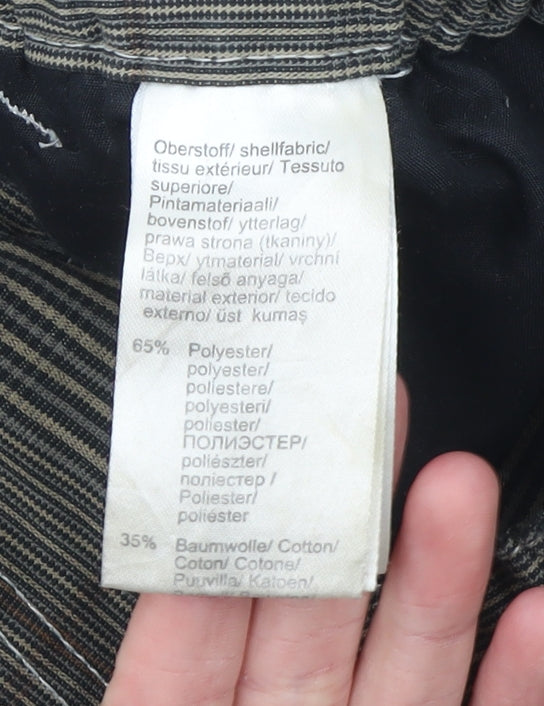 Oberstoff/ shellfabric/
tissu extérieur/ Tessuto
superiore/
Pintamateriaali/
bovenstof/ ytterlag/
prawa strona (tkaniny)/
Верх/ ytmaterial/ vrchní
látka/ felső anyaga/
material exterior/ tecido
externo/ üst kumaş
65% Polyester/
polyester/
poliestere/
polyesteri/
poliester/
ПОЛИЭСТЕР/
poliészter/
поліестер /
Poliester/
poliéster
35% Baumwolle/ Cotton/
Coton/ Cotone/
Puuvilla/ Katoen/